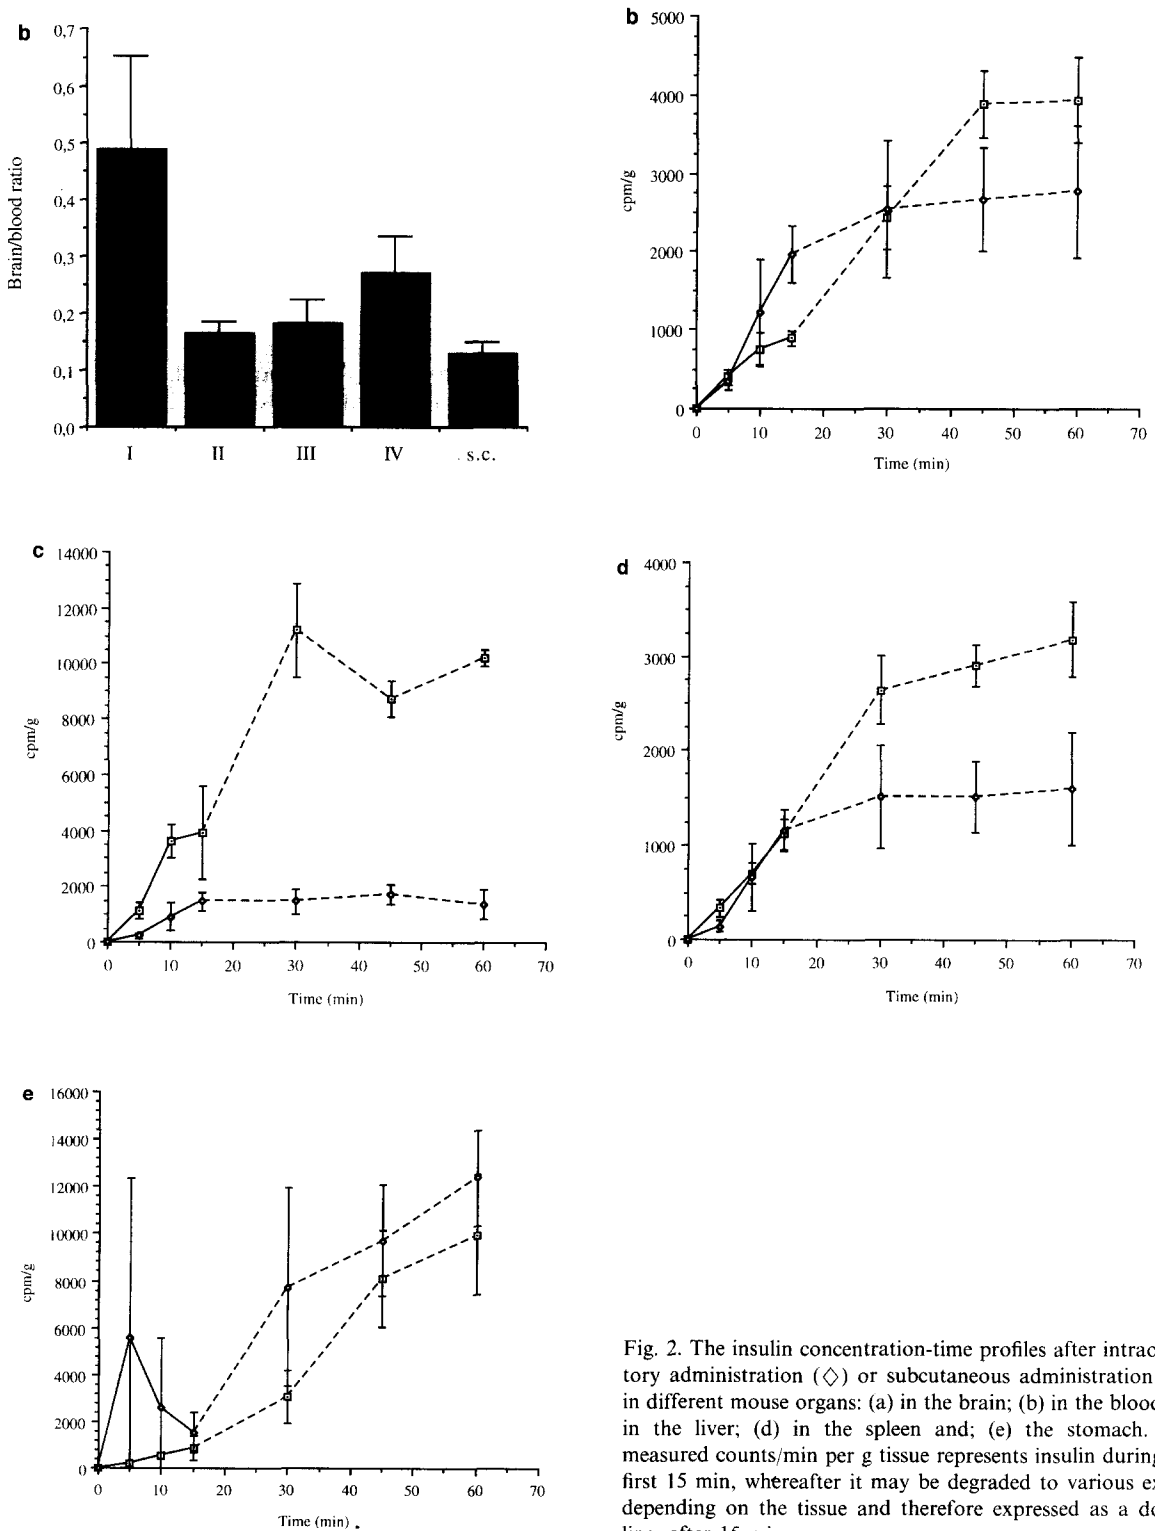 b
0,7
0,6
0,5
0,4
0,3
0,2
0,1
0,0
Brain/blood ratio
I II III IV s.c.
b
5000
4000
3000
2000
1000
0
cpm/g
0 10 20 30 40 50 60 70
Time (min)
c
14000
12000
10000
8000
6000
4000
2000
0
cpm/g
0 10 20 30 40 50 60 70
Time (min)
d
4000
3000
2000
1000
0
cpm/g
0 10 20 30 40 50 60 70
Time (min)
e
16000
14000
12000
10000
8000
6000
4000
2000
0
cpm/g
0 10 20 30 40 50 60 70
Time (min)
Fig. 2. The insulin concentration-time profiles after intrac
tory administration (◇) or subcutaneous administration
in different mouse organs: (a) in the brain; (b) in the blood
in the liver; (d) in the spleen and; (e) the stomach.
measured counts/min per g tissue represents insulin during
first 15 min, whereafter it may be degraded to various ex
depending on the tissue and therefore expressed as a do